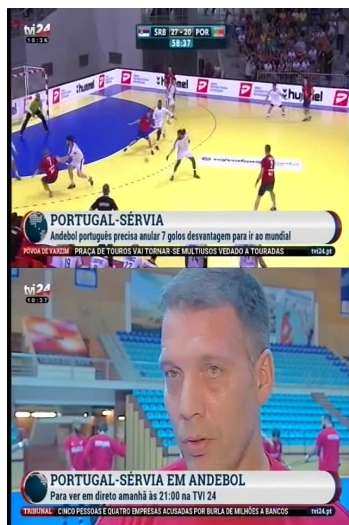 tvi24
10:36
SRB 27-20 POR
58:37
hummel
hummel
PORTUGAL-SÉRVIA
Andebol português precisa anular 7 golos desvantagem para ir ao mundial
PÓVOA DE VARZIM PRAÇA DE TOUROS VAI TORNAR-SE MULTIUSOS VEDADO A TOURADAS tvi24.pt
tvi24
10:37
PORTUGAL-SÉRVIA EM ANDEBOL
Para ver em direto amanhã às 21:00 na TVI 24
TRIBUNAL CINCO PESSOAS E QUATRO EMPRESAS ACUSADAS POR BURLA DE MILHÕES A BANCOS tvi24.pt